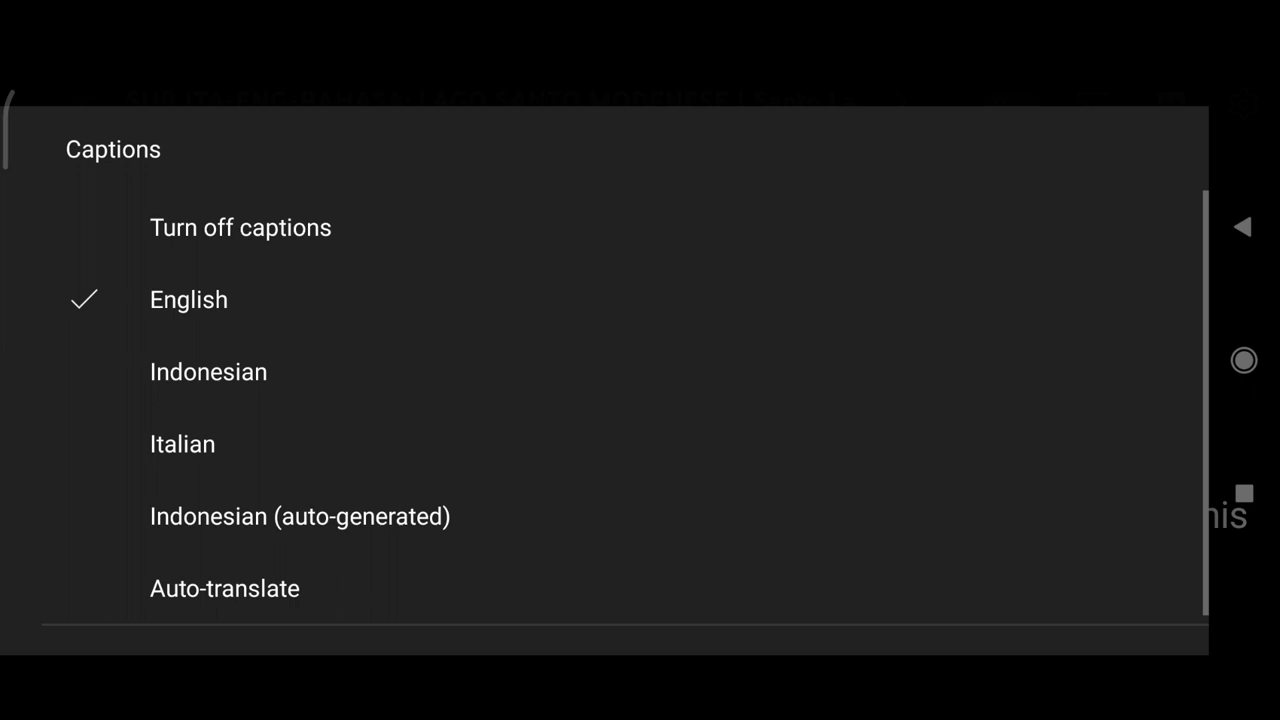 Captions
Turn off captions
English
Indonesian
Italian
Indonesian (auto-generated)
Auto-translate